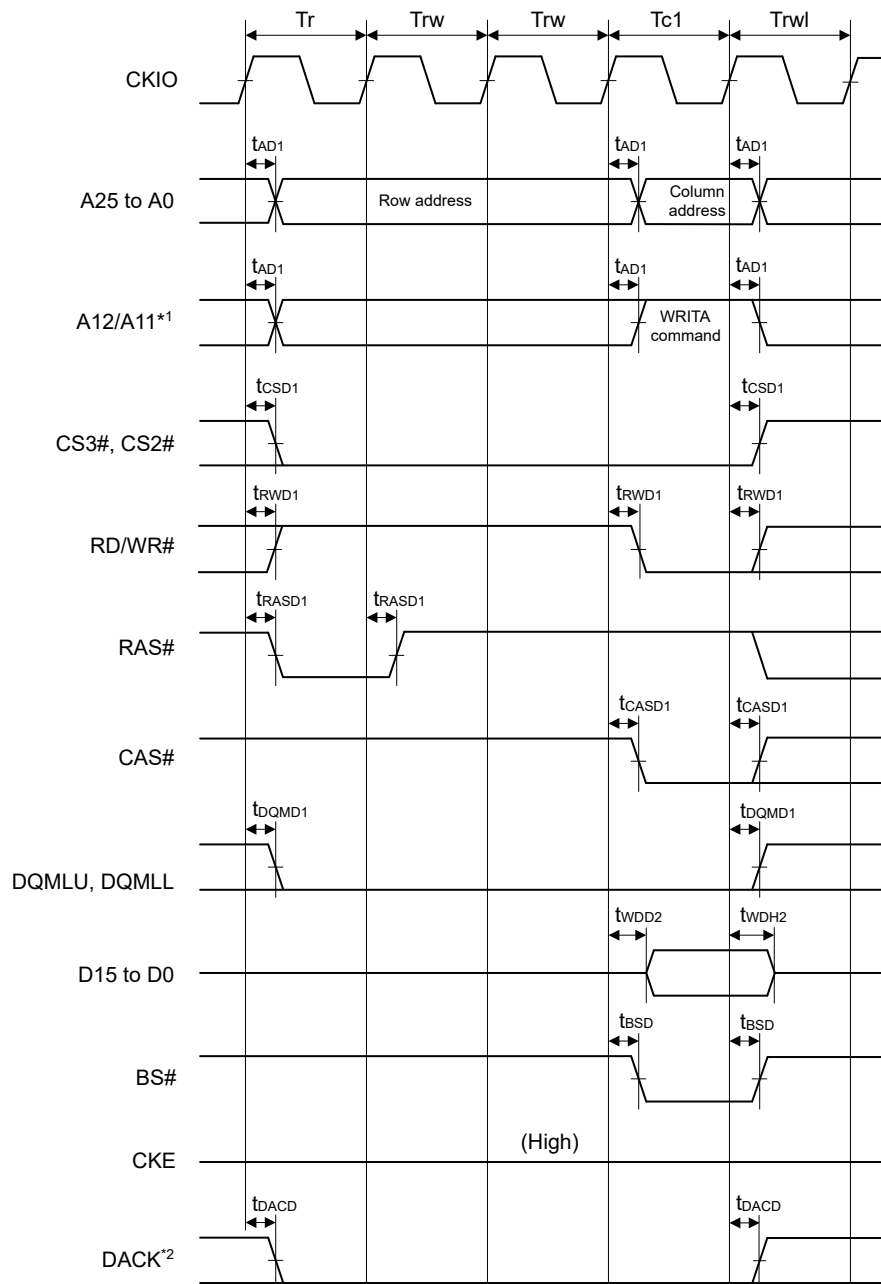 Tr Trw Trw Tc1 Trwl
CKIO
tAD1 tAD1 tAD1
A25 to A0 Row address Column address
tAD1 tAD1 tAD1
A12/A11*1 WRITA command
tCSD1 tCSD1
CS3#, CS2#
tRWD1 tRWD1 tRWD1
RD/WR#
tRASD1 tRASD1
RAS#
tCASD1 tCASD1
CAS#
tDQMD1 tDQMD1
DQMLU, DQMLL
tWDD2 tWDH2
D15 to D0
tBSD tBSD
BS#
(High)
CKE
tDACD tDACD
DACK*2